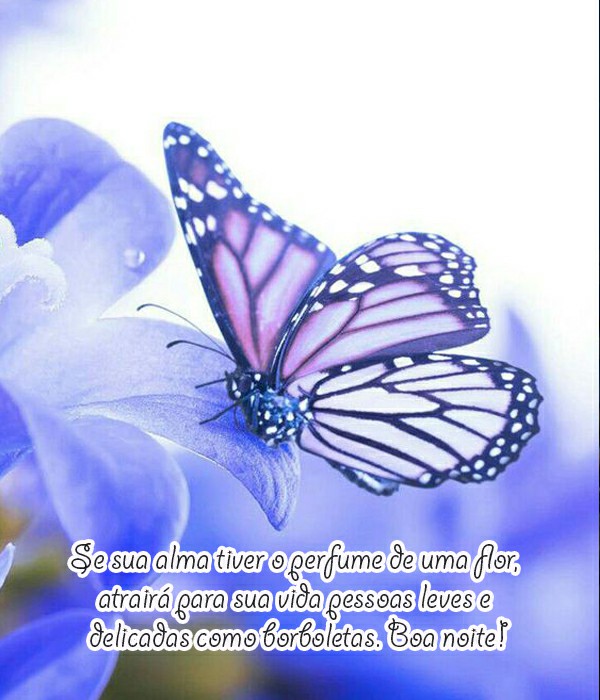 Se sua alma tiver o perfume de uma flor,
atrairá para sua vida pessoas leves e
delicadas como borboletas. Boa noite!